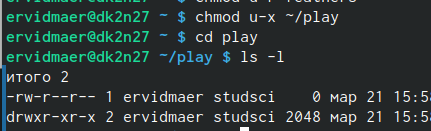 ervidmaer@dk2n27 ~ $ chmod u-x ~/play
ervidmaer@dk2n27 ~ $ cd play
ervidmaer@dk2n27 ~/play $ ls -l
итого 2
-rw-r--r-- 1 ervidmaer studsci    0 мар 21 15:5
drwxr-xr-x 2 ervidmaer studsci 2048 мар 21 15:5